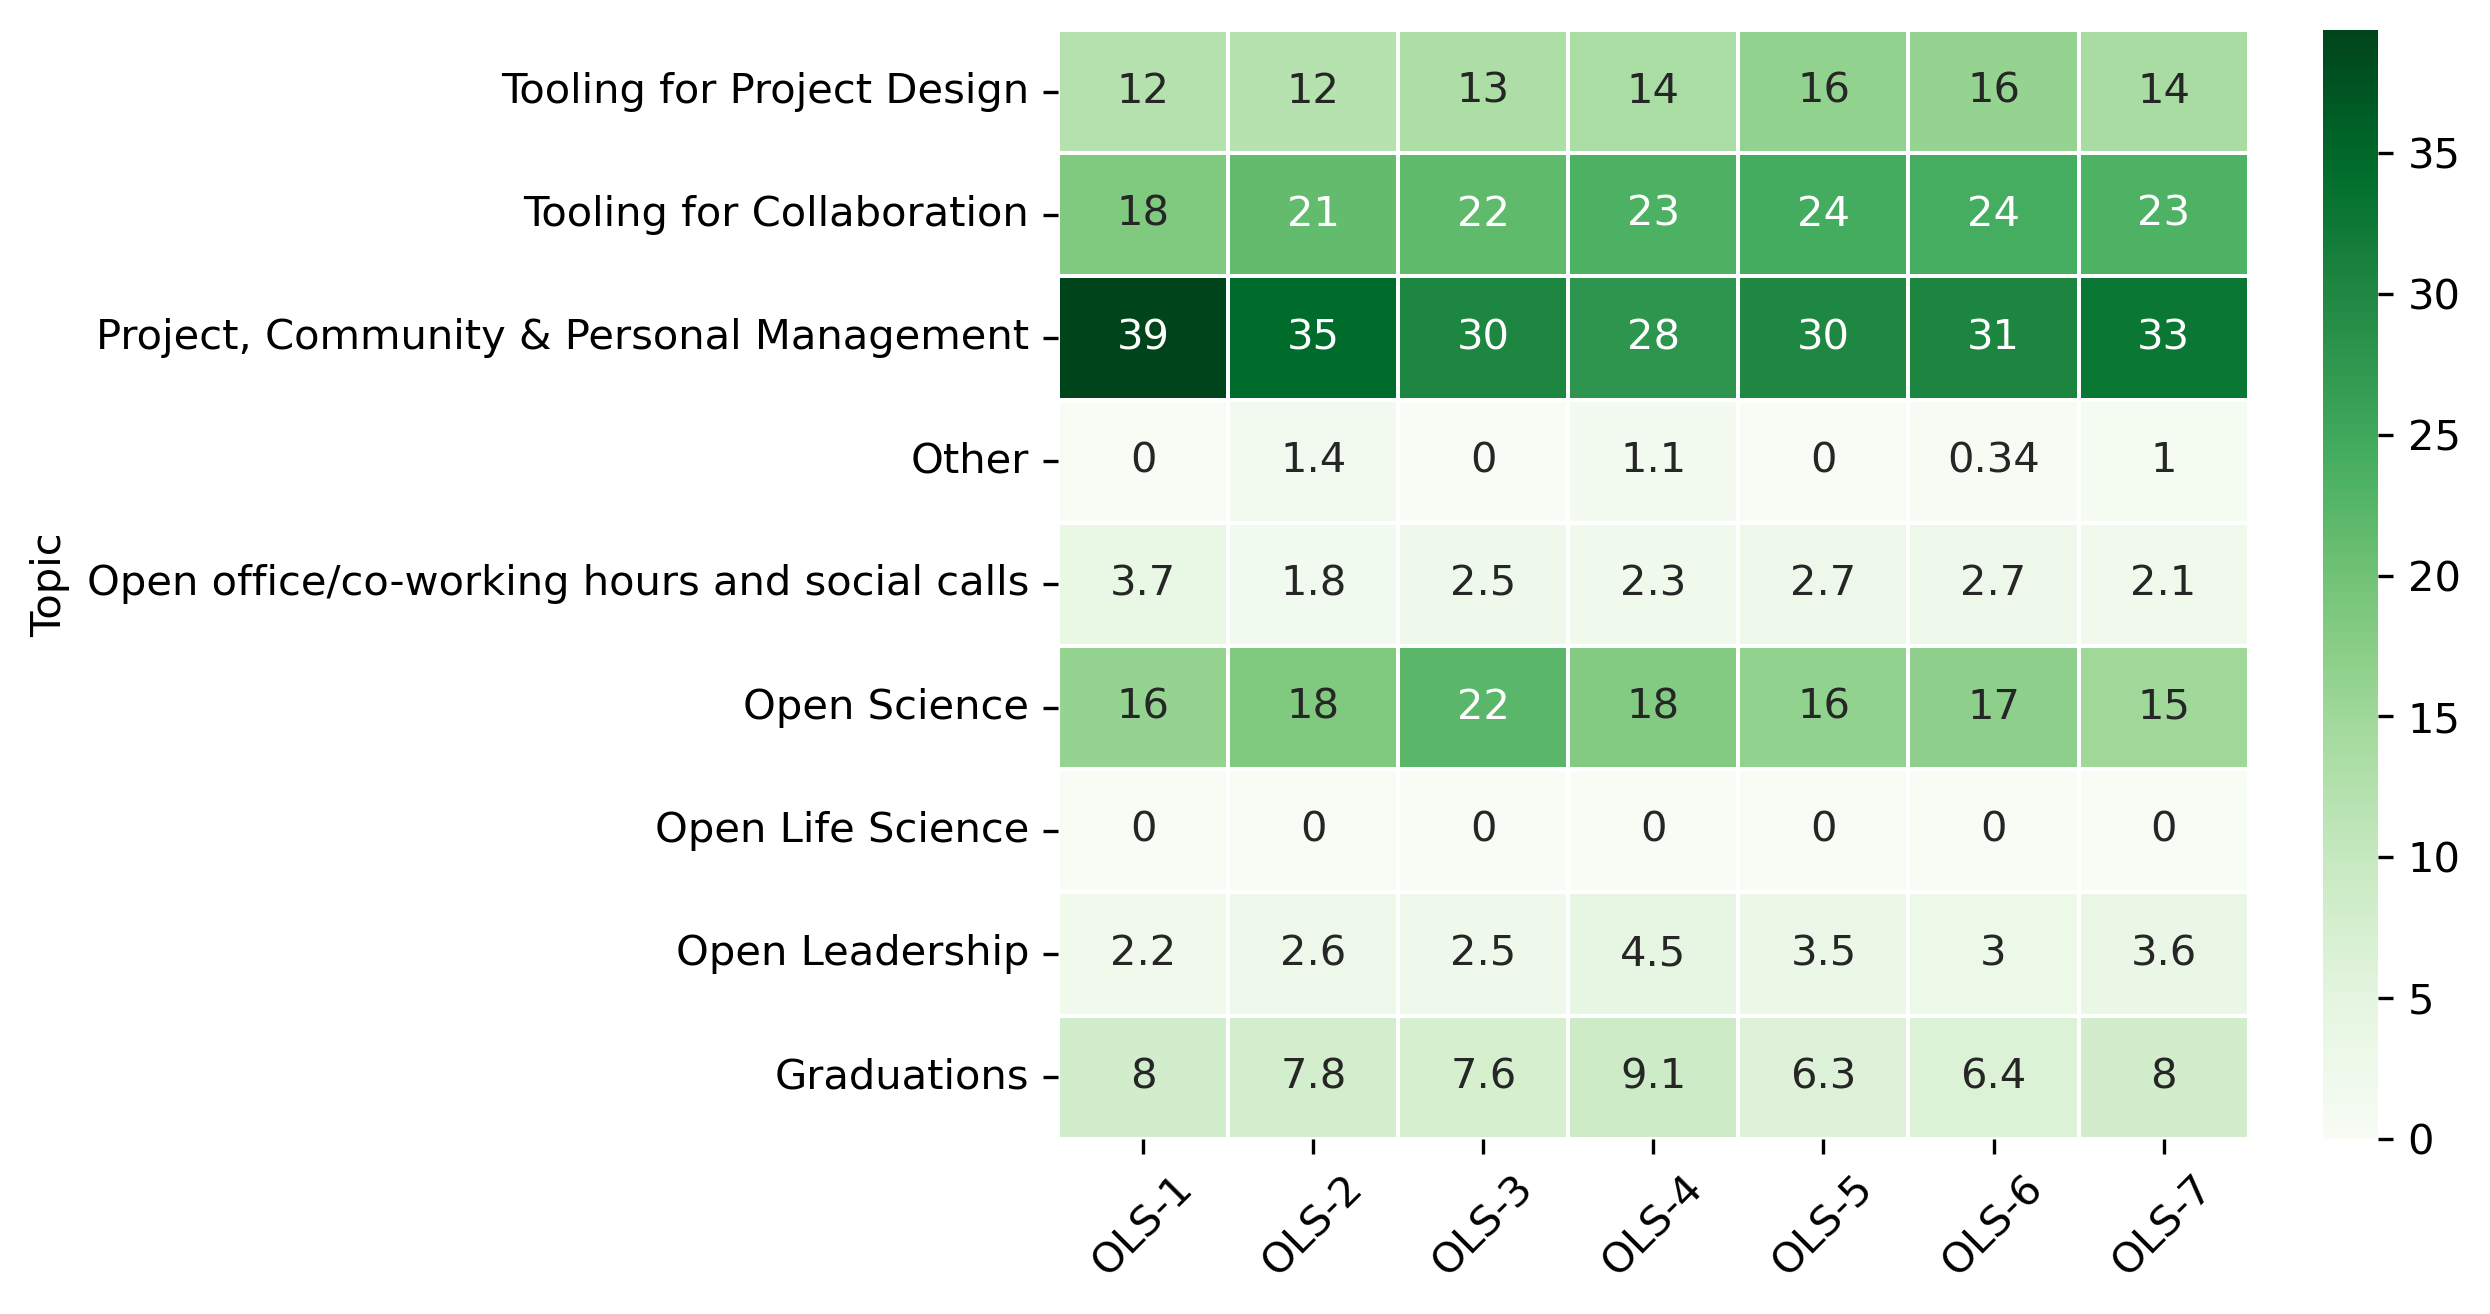 Tooling for Project Design 12 12 13 14 16 16 14
Tooling for Collaboration 18 21 22 23 24 24 23
Project, Community & Personal Management 39 35 30 28 30 31 33
Other 0 1.4 0 1.1 0 0.34 1
Open office/co-working hours and social calls 3.7 1.8 2.5 2.3 2.7 2.7 2.1
Open Science 16 18 22 18 16 17 15
Open Life Science 0 0 0 0 0 0 0
Open Leadership 2.2 2.6 2.5 4.5 3.5 3 3.6
Graduations 8 7.8 7.6 9.1 6.3 6.4 8
Topic
OLS-1 OLS-2 OLS-3 OLS-4 OLS-5 OLS-6 OLS-7
35
30
25
20
15
10
5
0